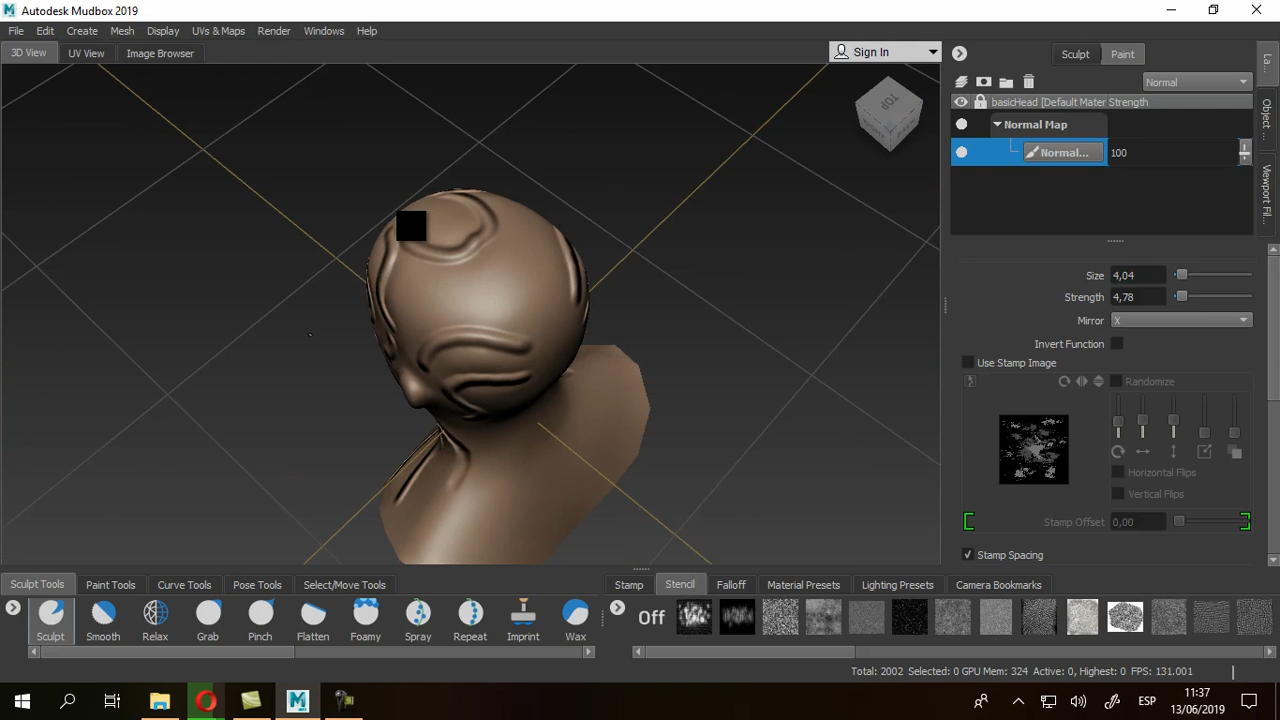 Autodesk Mudbox 2019
File Edit Create Mesh Display UVs & Maps Render Windows Help
3D View UV View Image Browser
Sign In
TOP
Sculpt Paint
La...
Object ...
Viewport Fil...
Normal
basicHead [Default Mater Strength
Normal Map
Normal... 100
Size 4,04
Strength 4,78
Mirror X
Invert Function
Use Stamp Image
Randomize
Horizontal Flips
Vertical Flips
Stamp Offset 0,00
Stamp Spacing
Sculpt Tools Paint Tools Curve Tools Pose Tools Select/Move Tools
Stamp Stencil Falloff Material Presets Lighting Presets Camera Bookmarks
Sculpt Smooth Relax Grab Pinch Flatten Foamy Spray Repeat Imprint Wax
Off
Total: 2002 Selected: 0 GPU Mem: 324 Active: 0, Highest: 0 FPS: 131.001
ESP
11:37
13/06/2019